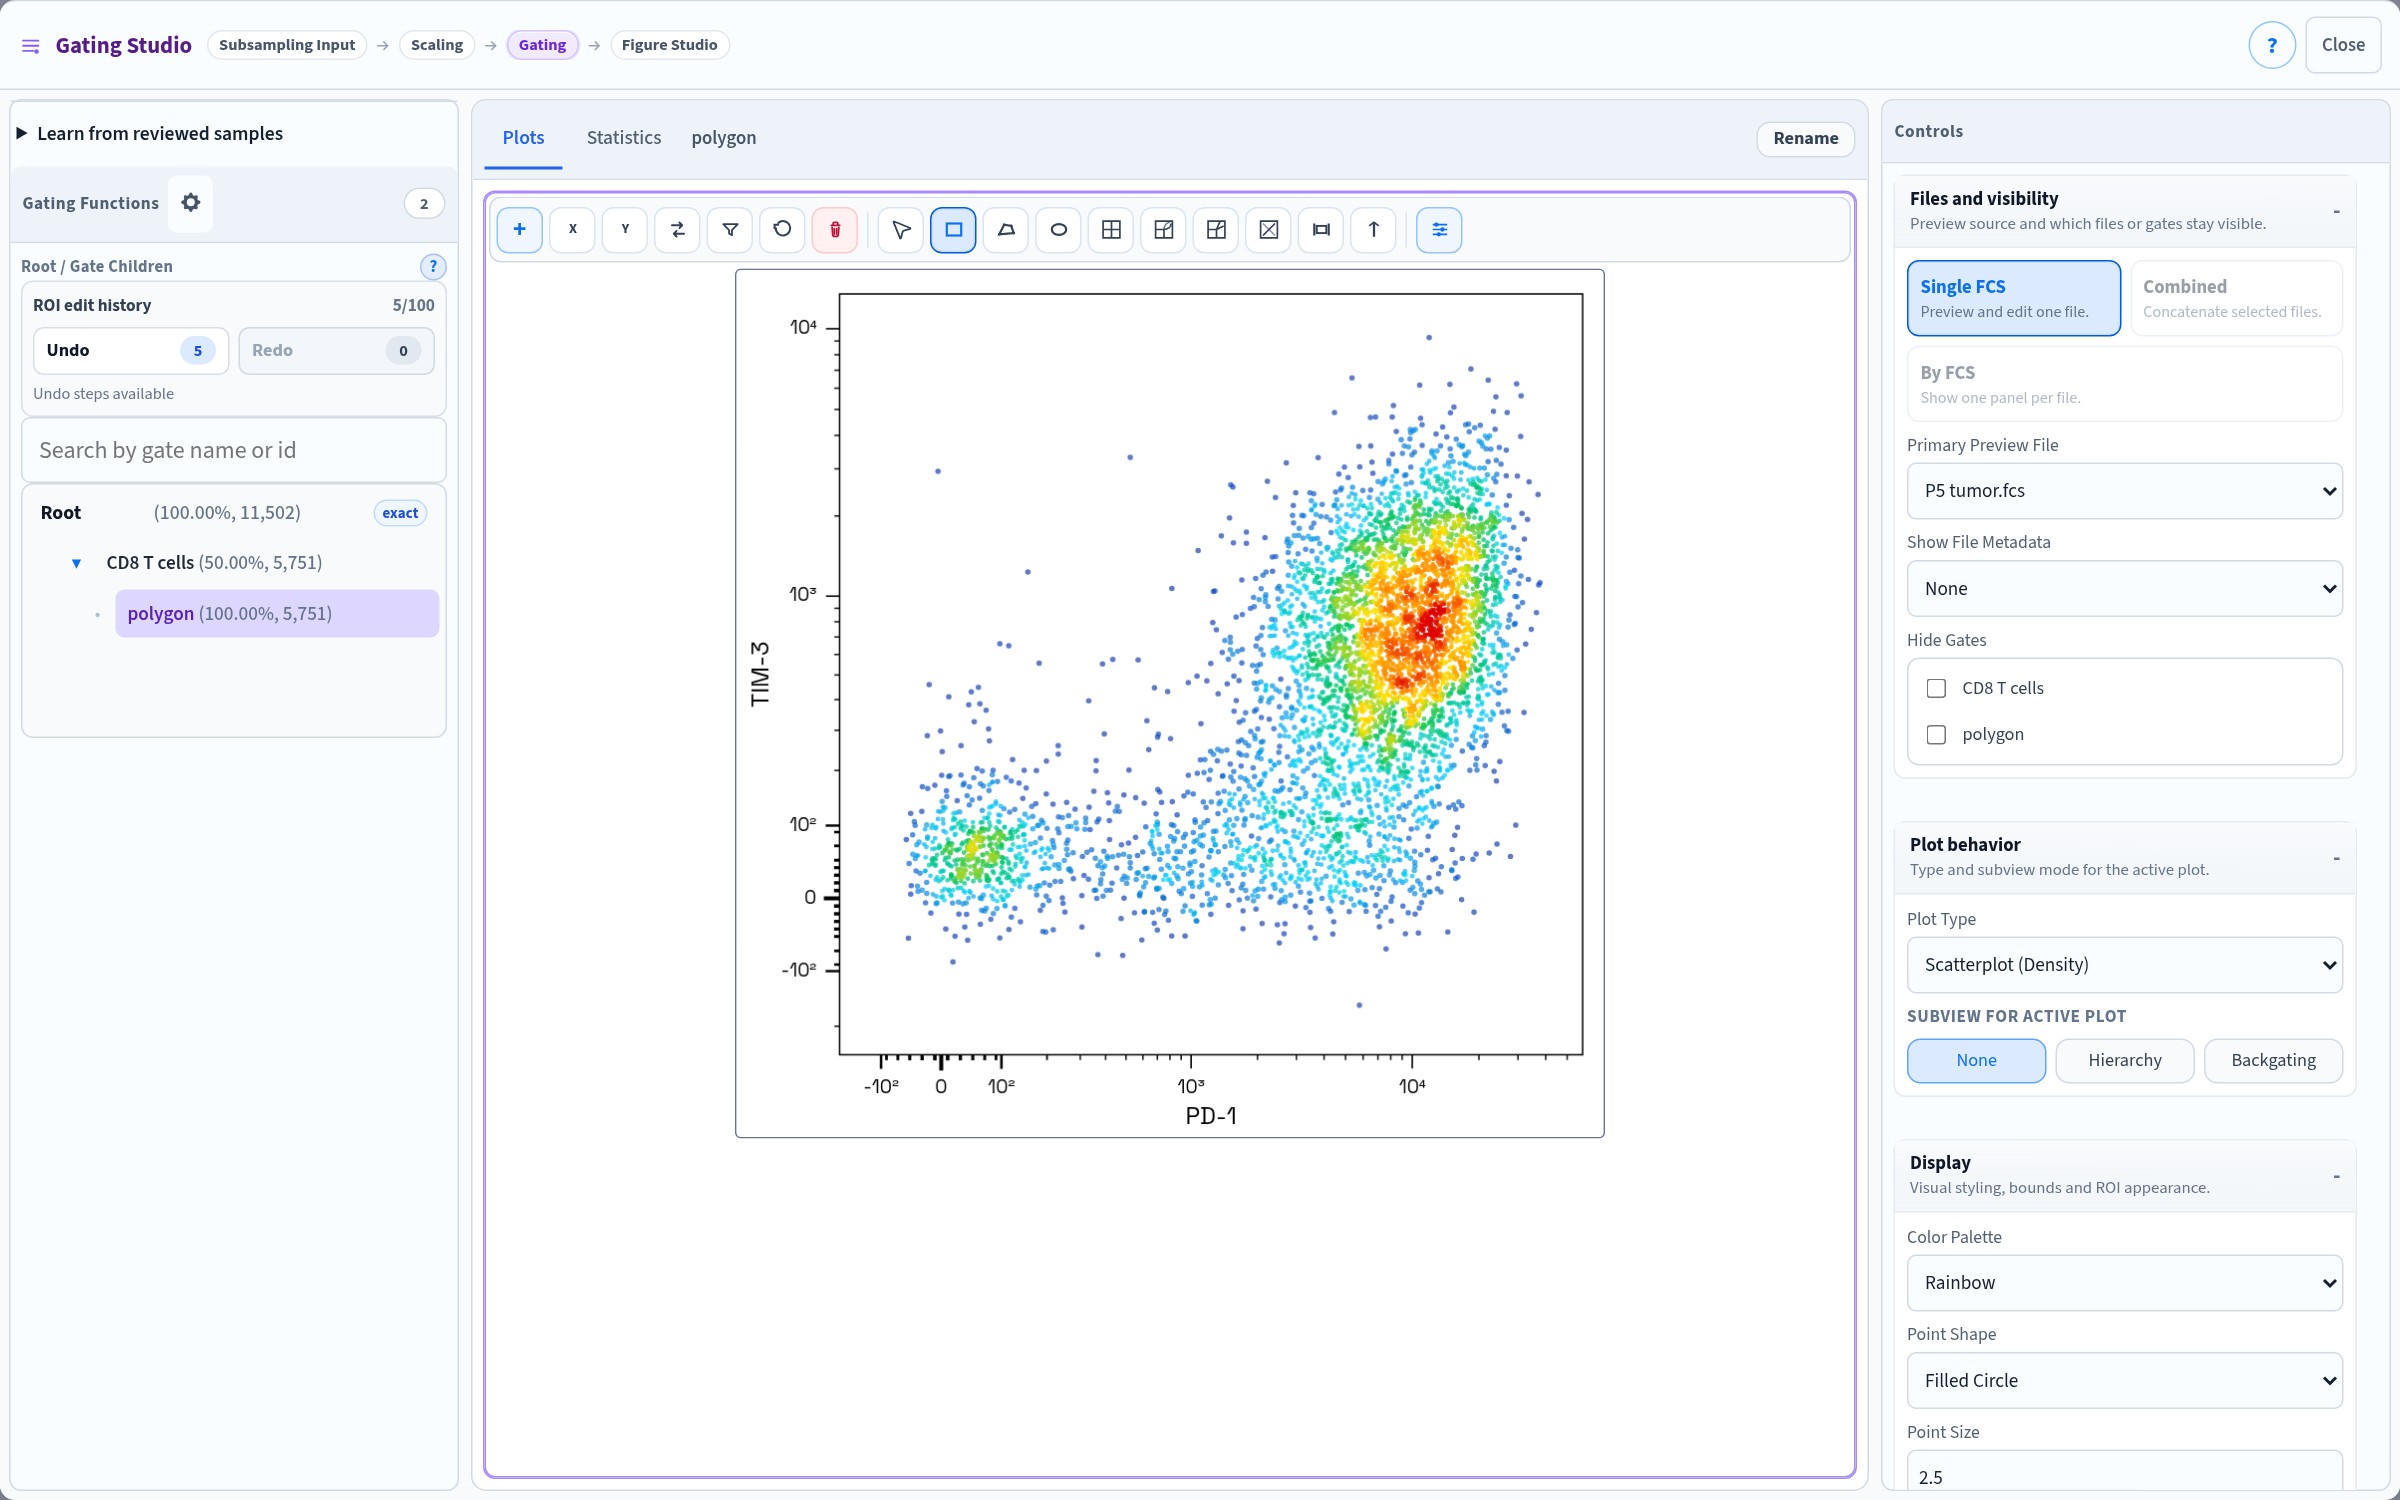 Gating Studio
Subsampling Input → Scaling → Gating → Figure Studio
? Close
Learn from reviewed samples
Gating Functions 2
Root / Gate Children ?
ROI edit history 5/100
Undo 5 Redo 0
Undo steps available
Search by gate name or id
Root (100.00%, 11,502) exact
CD8 T cells (50.00%, 5,751)
polygon (100.00%, 5,751)
Plots Statistics polygon Rename
+ X Y
10⁴
10³
10²
0
-10²
TIM-3
-10² 0 10² 10³ 10⁴
PD-1
Controls
Files and visibility
Preview source and which files or gates stay visible.
-
Single FCS
Preview and edit one file.
Combined
Concatenate selected files.
By FCS
Show one panel per file.
Primary Preview File
P5 tumor.fcs
Show File Metadata
None
Hide Gates
CD8 T cells
polygon
Plot behavior
Type and subview mode for the active plot.
-
Plot Type
Scatterplot (Density)
SUBVIEW FOR ACTIVE PLOT
None Hierarchy Backgating
Display
Visual styling, bounds and ROI appearance.
-
Color Palette
Rainbow
Point Shape
Filled Circle
Point Size
2.5